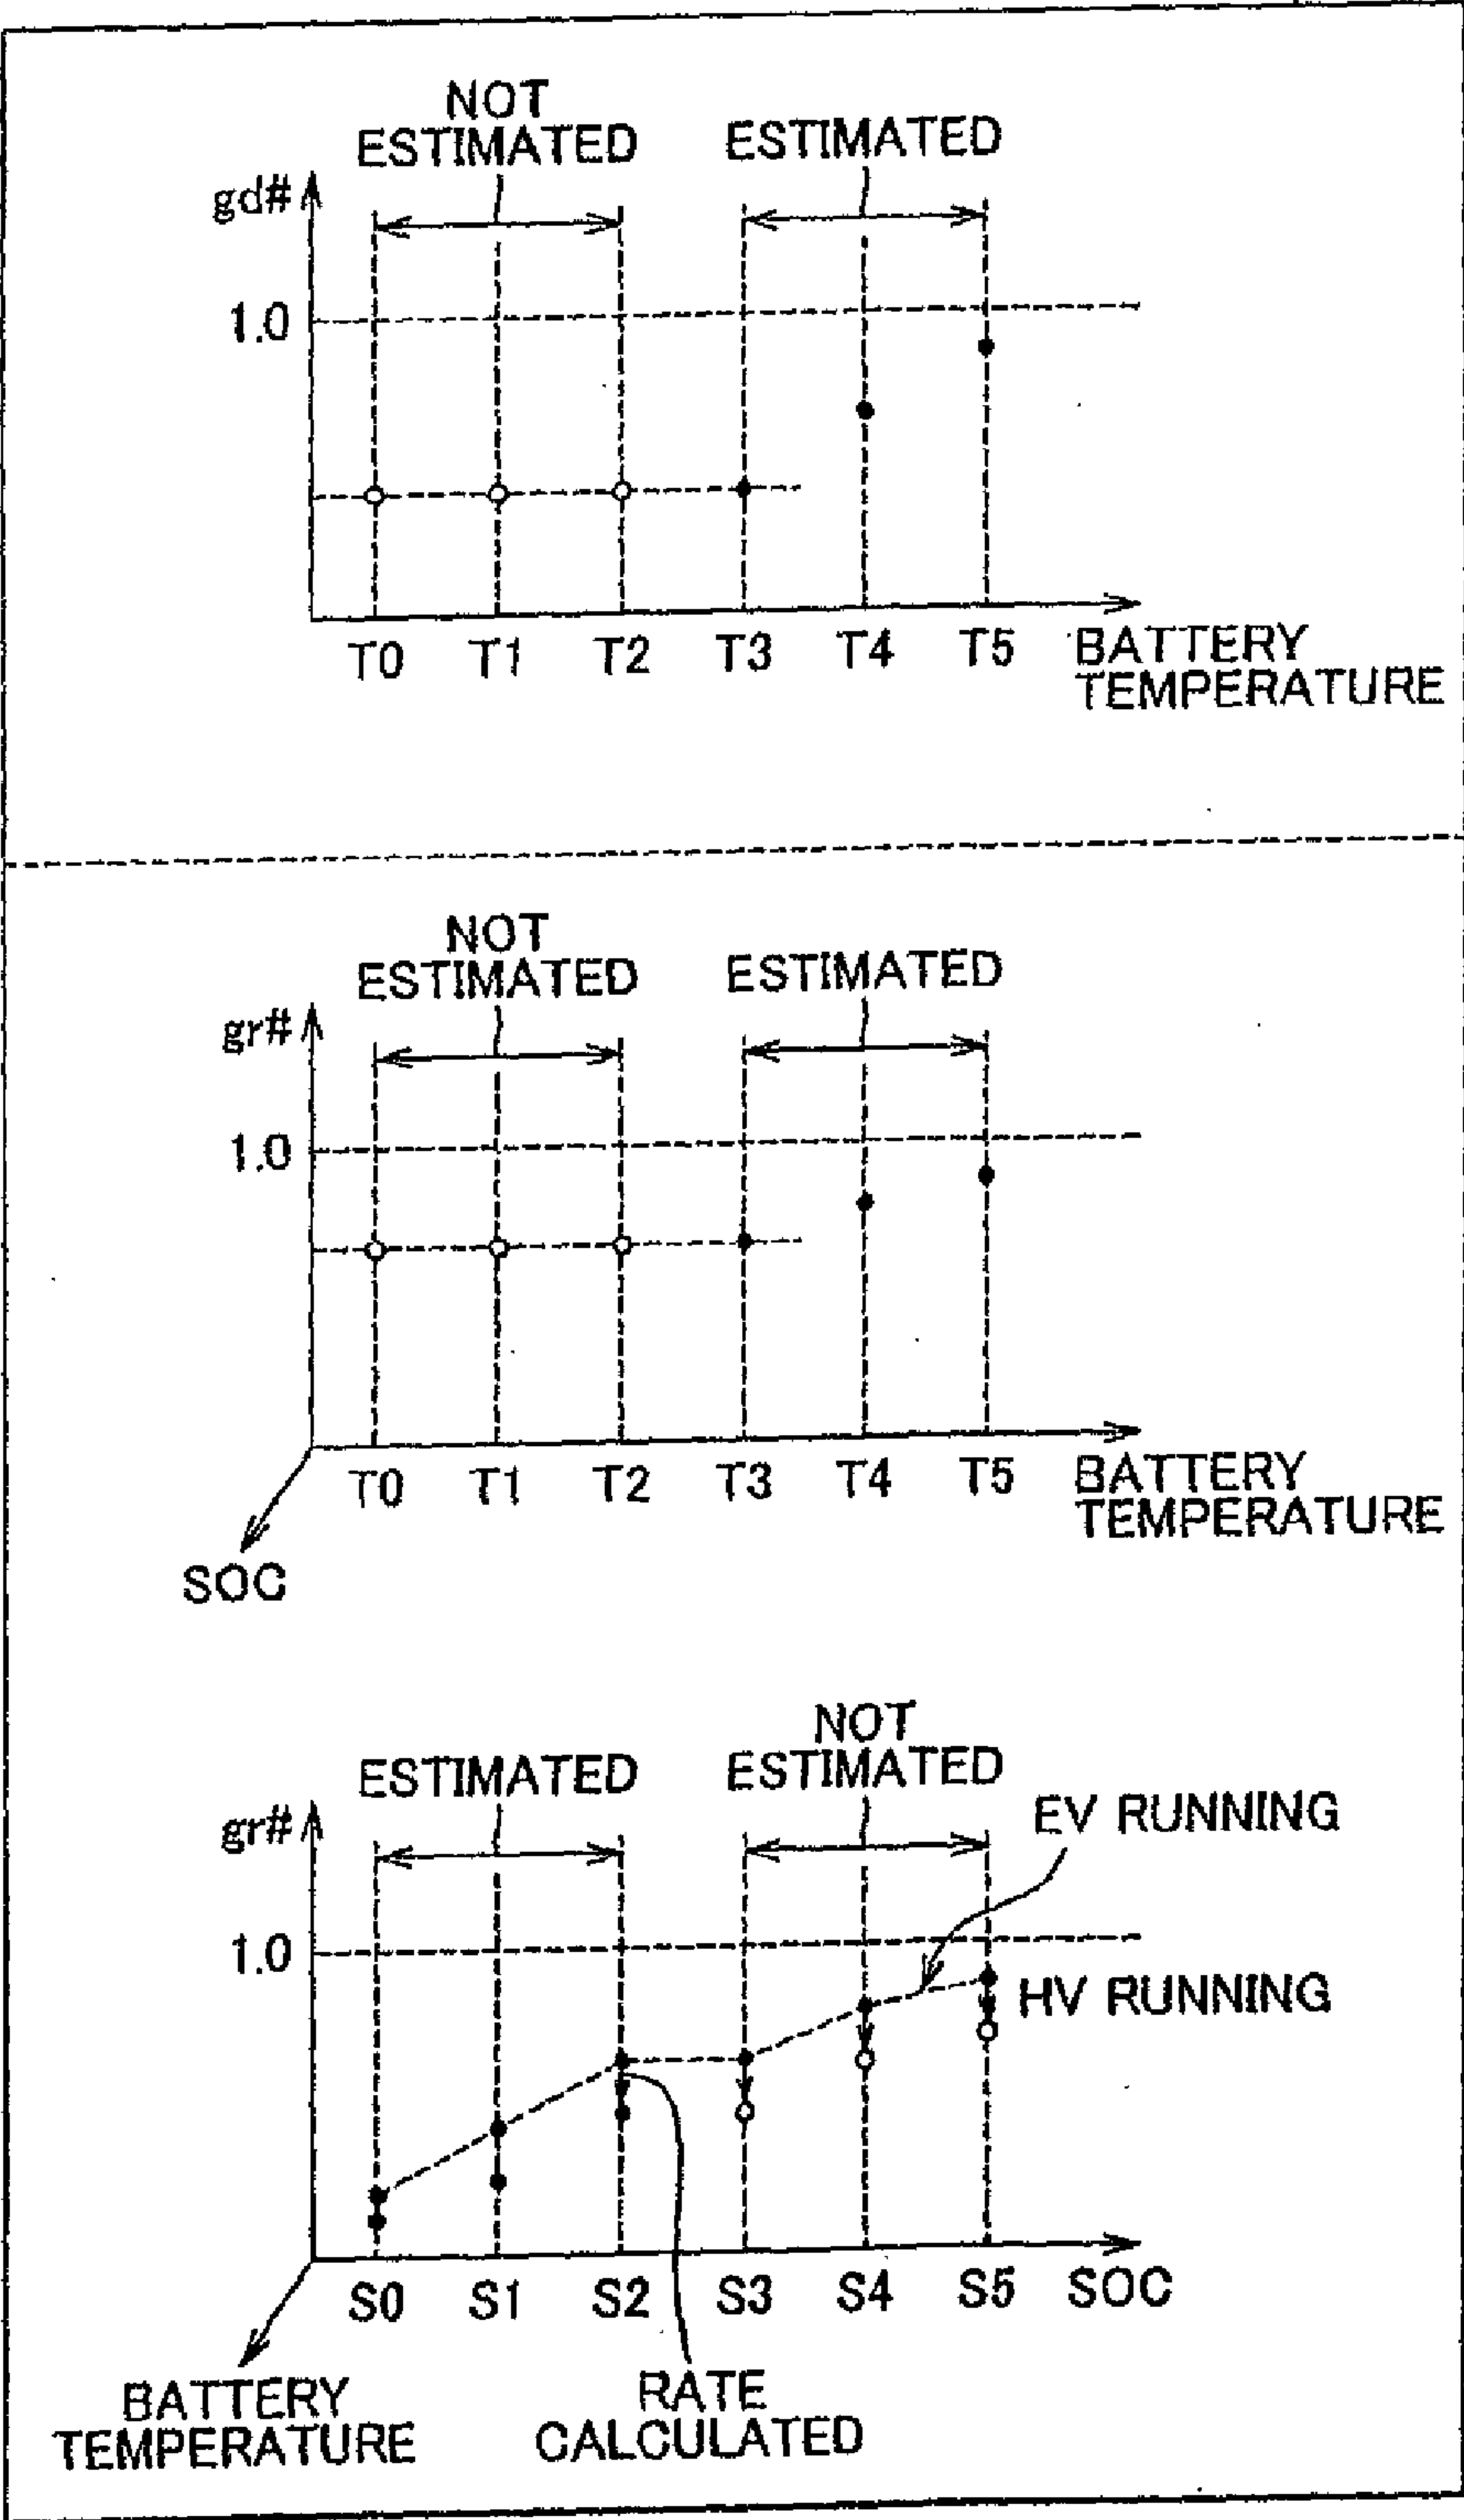 NOT
ESTIMATED
ESTIMATED
gd#
1.0
T0 T1 T2 T3 T4 T5 BATTERY
TEMPERATURE
NOT
ESTIMATED
ESTIMATED
gr#
1.0
T0 T1 T2 T3 T4 T5 BATTERY
TEMPERATURE
SOC
ESTIMATED
NOT
ESTIMATED
EV RUNNING
gr#
1.0
HV RUNNING
S0 S1 S2 S3 S4 S5 SOC
BATTERY
TEMPERATURE
RATE
CALCULATED